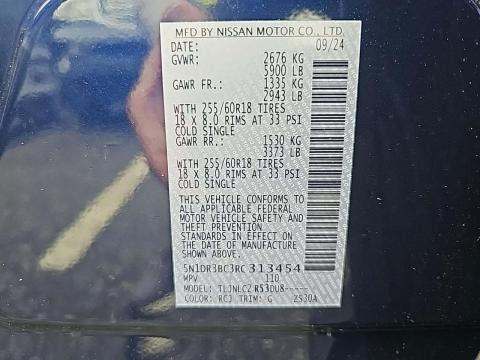 MFD BY NISSAN MOTOR CO., LTD.
DATE: 09/24
GVWR: 2676 KG
5900 LB
GAWR FR.: 1335 KG
2943 LB
WITH 255/60R18 TIRES
18 x 8.0 RIMS AT 33 PSI
COLD SINGLE
GAWR RR.: 1530 KG
3373 LB
WITH 255/60R18 TIRES
18 x 8.0 RIMS AT 33 PSI
COLD SINGLE
THIS VEHICLE CONFORMS TO
ALL APPLICABLE FEDERAL
MOTOR VEHICLE SAFETY AND
THEFT PREVENTION
STANDARDS IN EFFECT ON
THE DATE OF MANUFACTURE
SHOWN ABOVE.
5N1DR3BC3RC313454
MPV 110
MODEL: TLJNLC2 R53DU8-----
COLOR: RCJ TRIM: G ZS30A